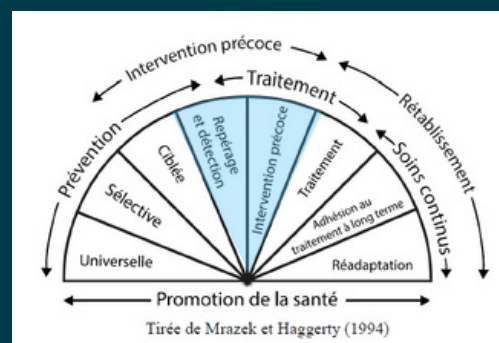 Intervention précoce
Traitement
Rétablissement
Prévention
Soins continus
Universelle
Sélective
Ciblée
Repérage
et détection
Intervention précoce
Traitement
Adhésion au
traitement à long terme
Réadaptation
Promotion de la santé
Tirée de Mrazek et Haggerty (1994)